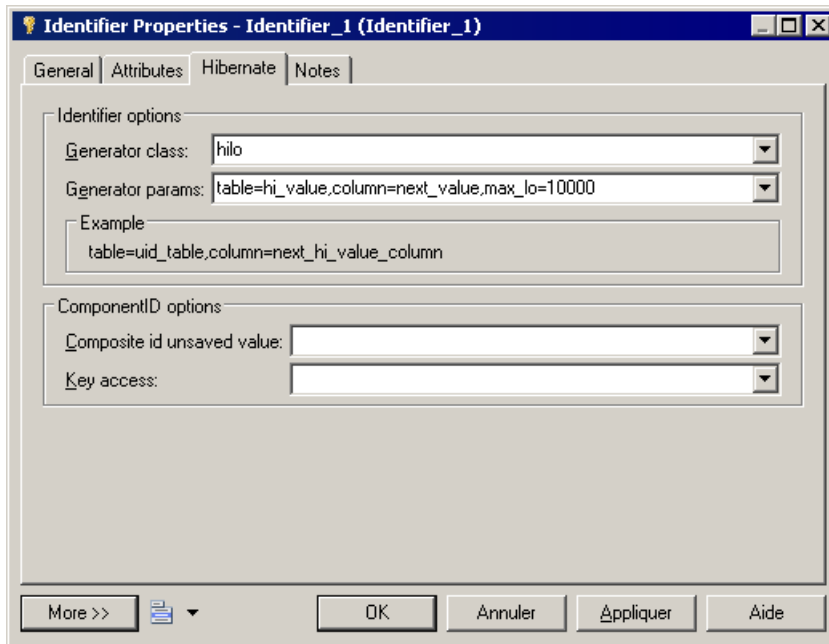 Identifier Properties - Identifier_1 (Identifier_1)
General Attributes Hibernate Notes
Identifier options
Generator class: hilo
Generator params: table=hi_value,column=next_value,max_lo=10000
Example
table=uid_table,column=next_hi_value_column
ComponentID options
Composite id unsaved value:
Key access:
More >> OK Annuler Appliquer Aide